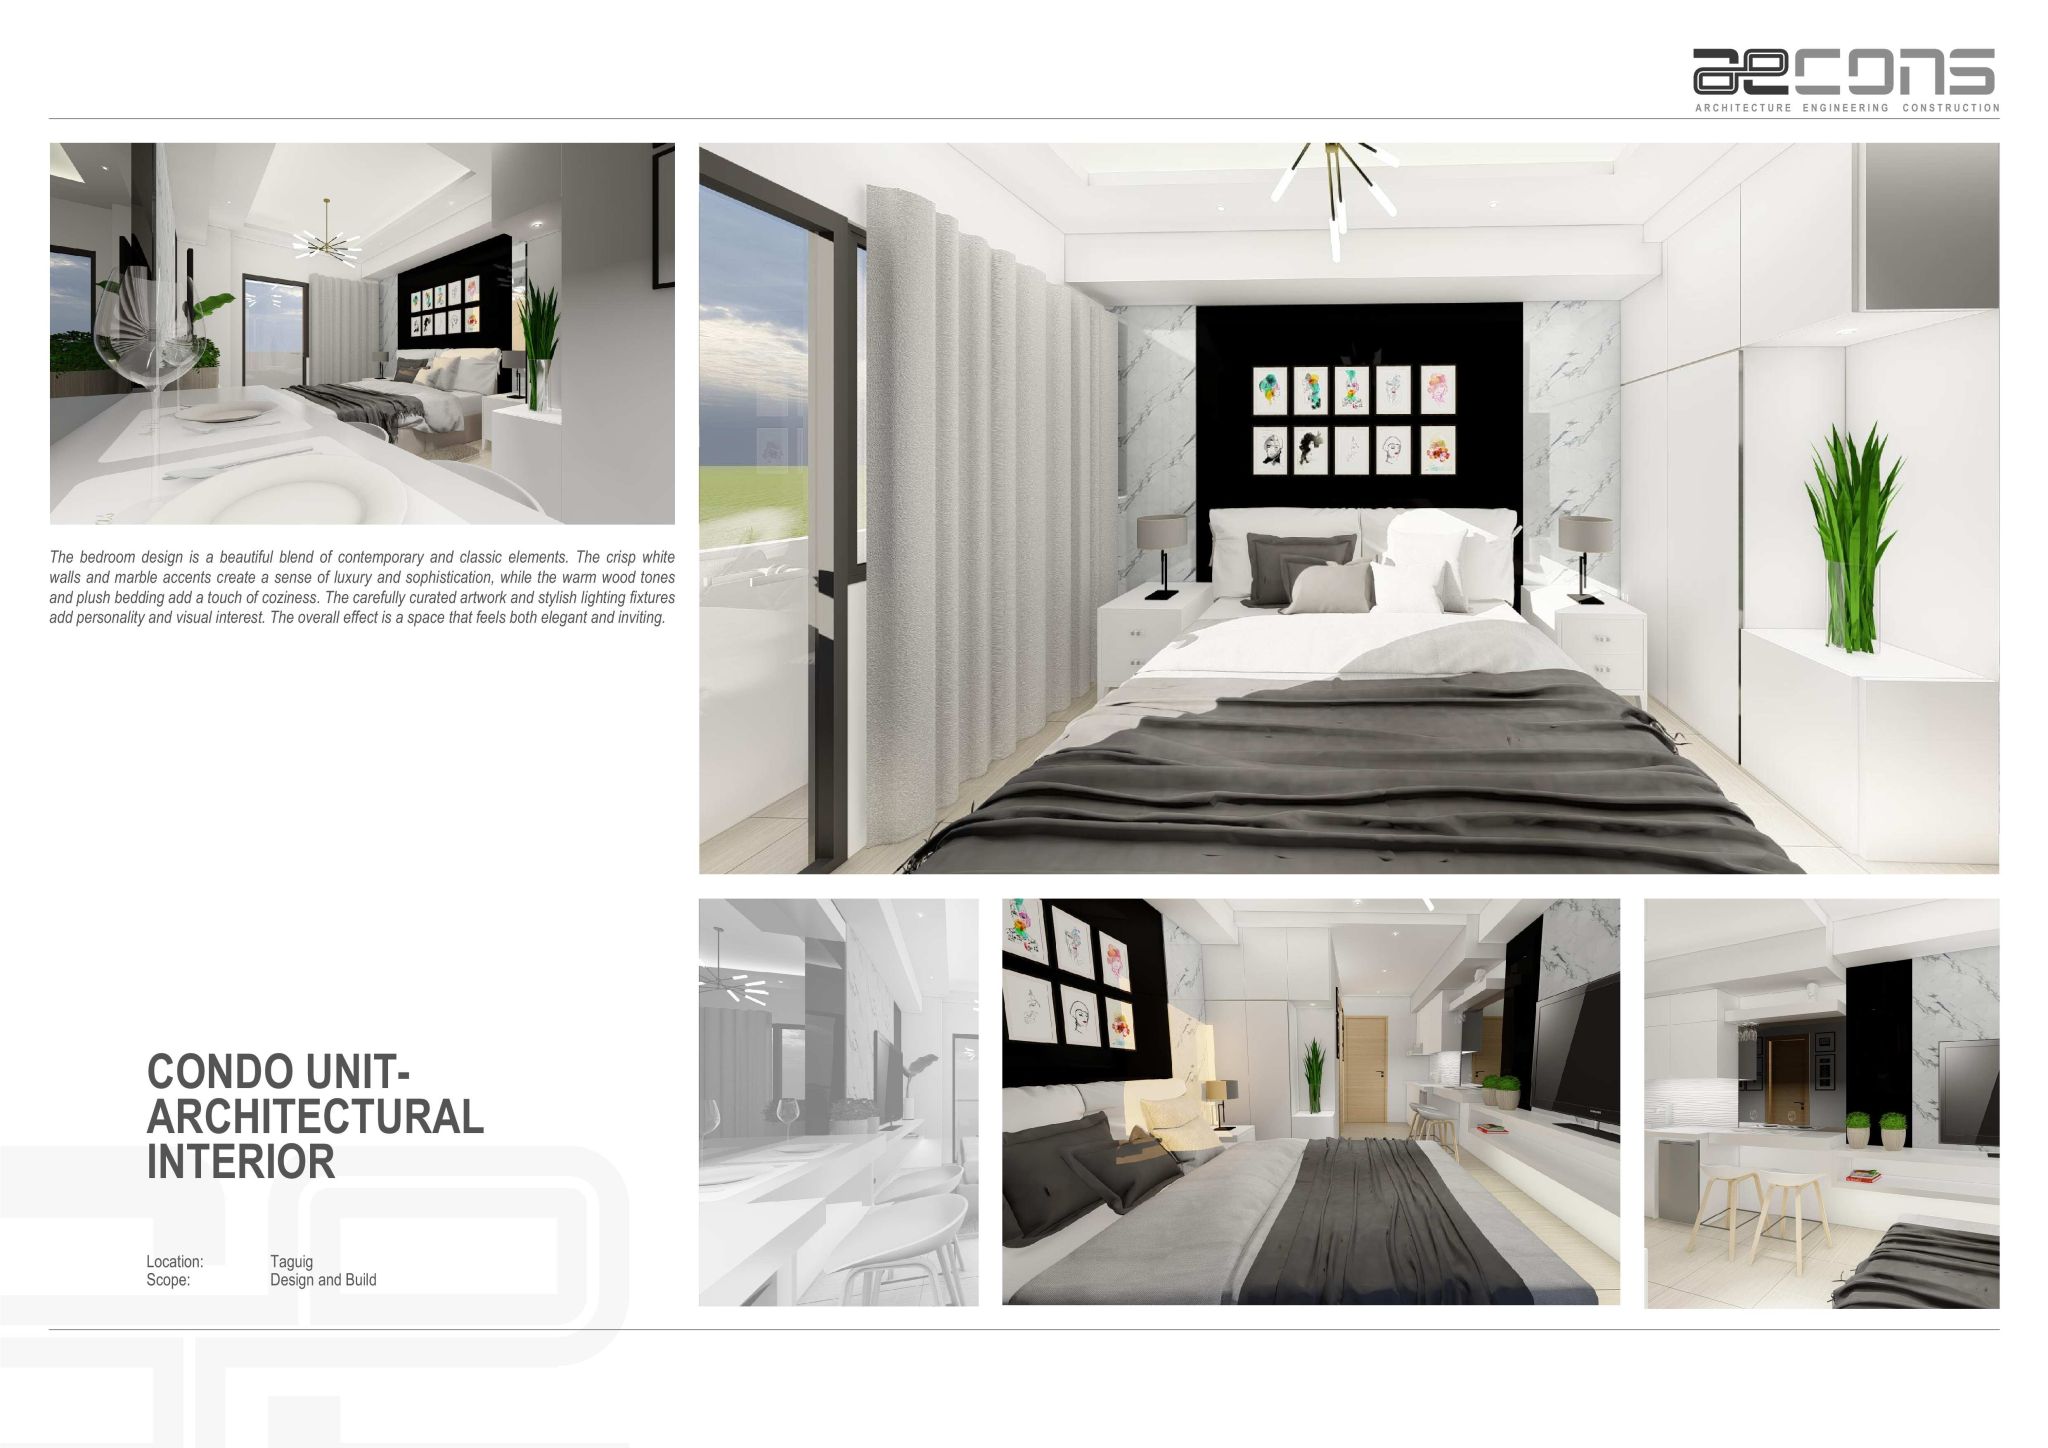 aecons
ARCHITECTURE ENGINEERING CONSTRUCTION
The bedroom design is a beautiful blend of contemporary and classic elements. The crisp white
walls and marble accents create a sense of luxury and sophistication, while the warm wood tones
and plush bedding add a touch of coziness. The carefully curated artwork and stylish lighting fixtures
add personality and visual interest. The overall effect is a space that feels both elegant and inviting.
CONDO UNIT-
ARCHITECTURAL
INTERIOR
Location: Taguig
Scope: Design and Build